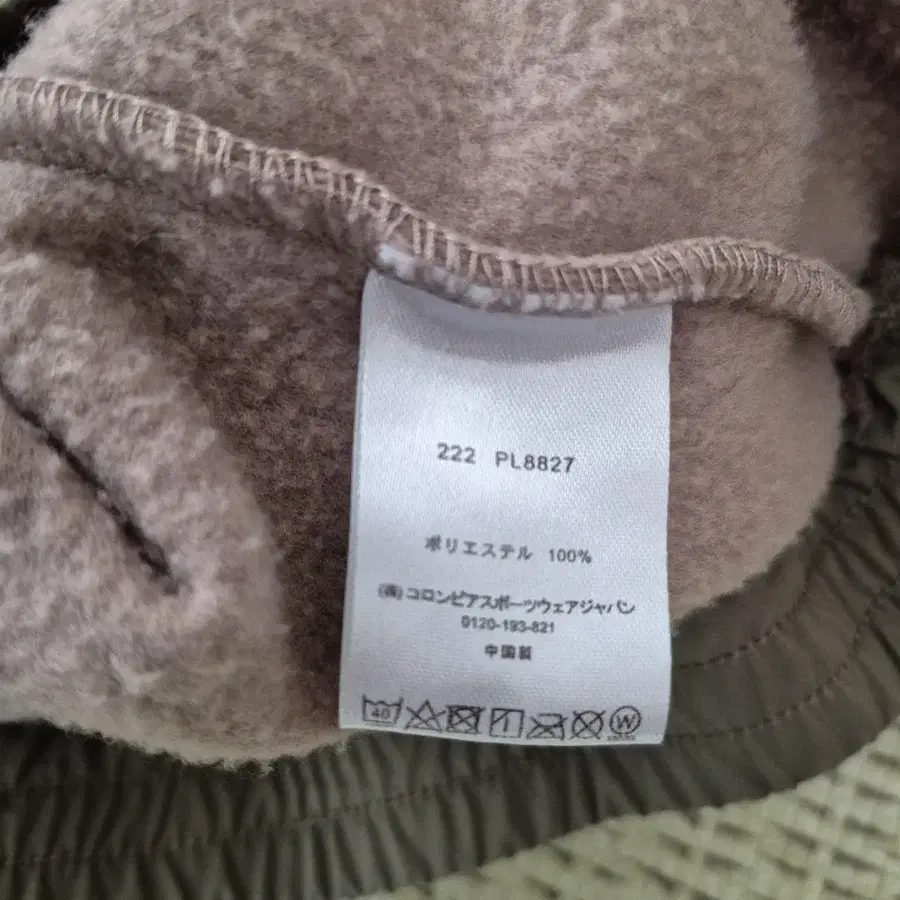 222 PL8827
ポリエステル 100%
(株)コロンビアスポーツウェアジャパン
0120-193-821
中国製
40
W